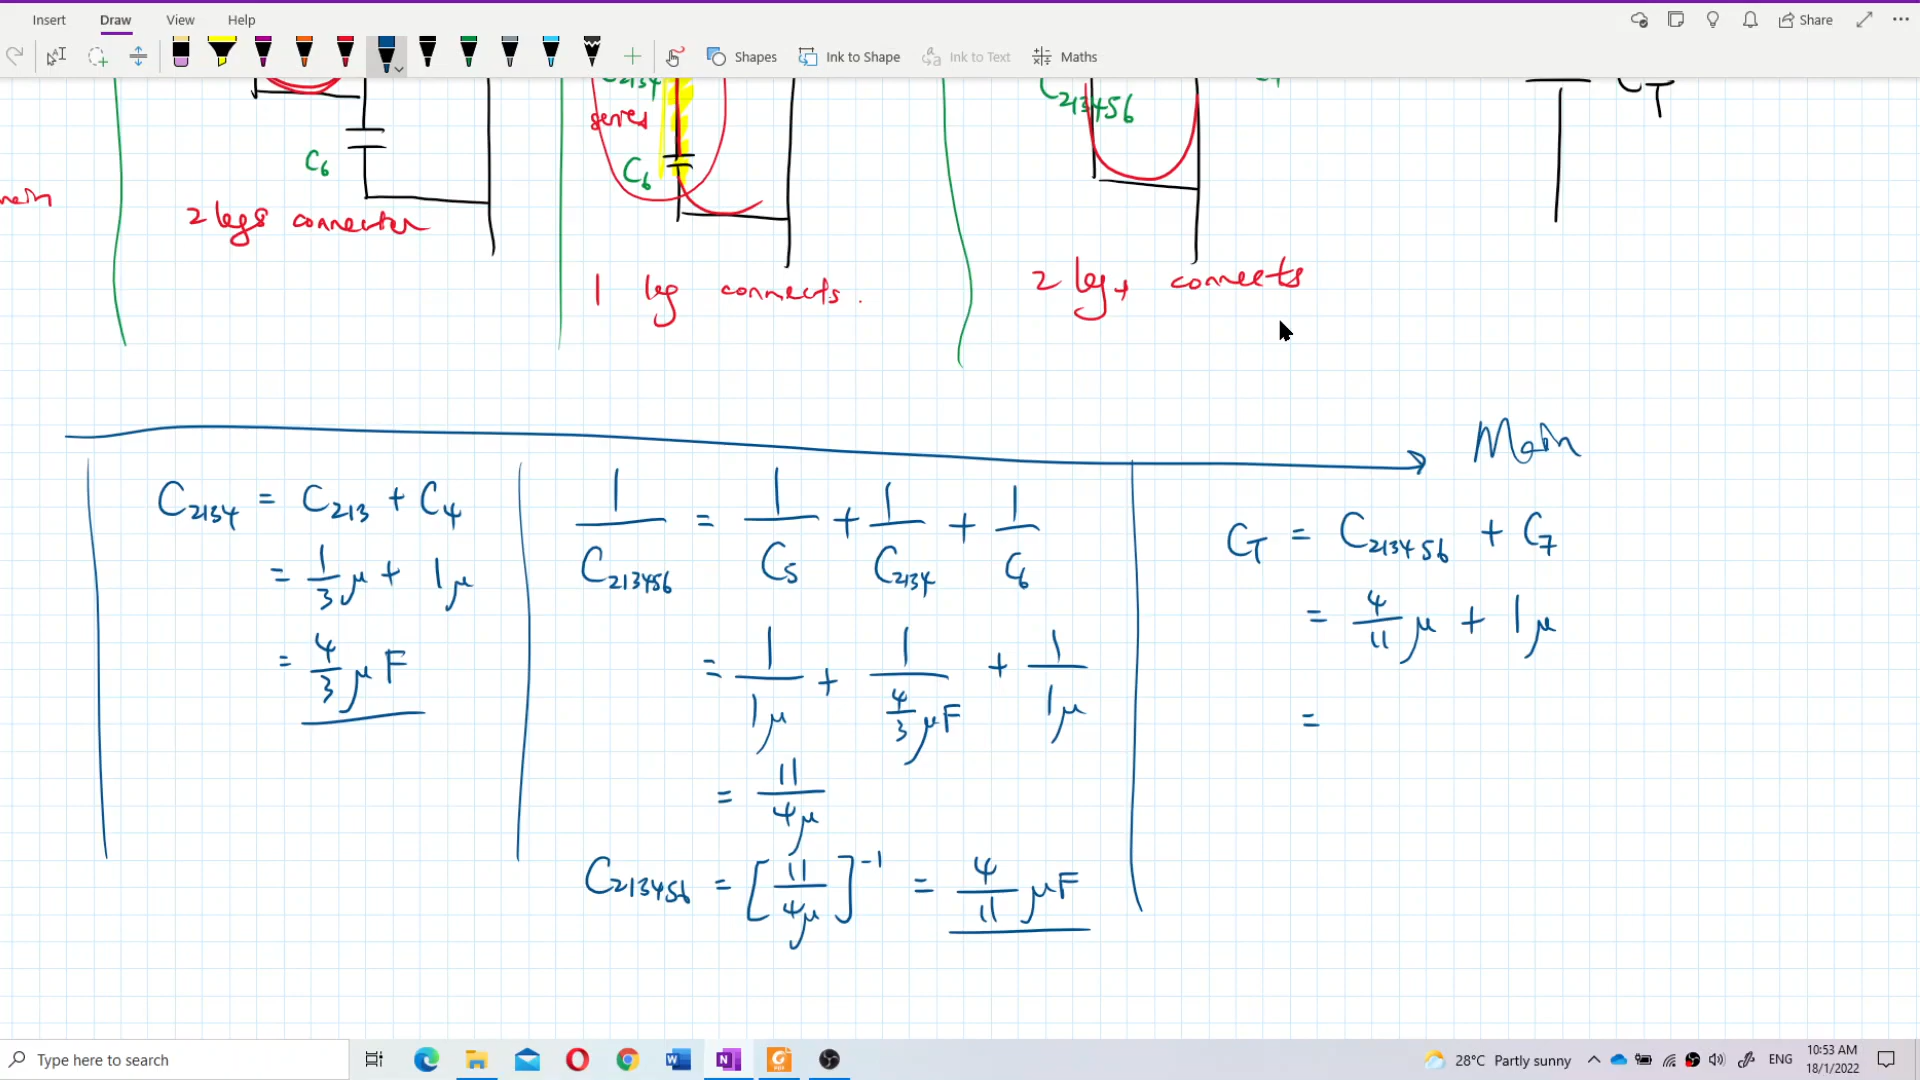 Insert Draw View Help
Share
Shapes Ink to Shape Ink to Text Maths
C2134
series
C6
C6
C213456
CT
2 legs connector
1 leg connects.
2 legs connects
Main
C2134 = C213 + C4
= 1/3 μ + 1μ
= 4/3 μF
1/C213456 = 1/C5 + 1/C2134 + 1/C6
= 1/1μ + 1/(4/3 μF) + 1/1μ
= 11/4μ
C213456 = [11/4μ]^-1 = 4/11 μF
CT = C213456 + C7
= 4/11 μ + 1μ
=
Type here to search
28°C Partly sunny
ENG
10:53 AM
18/1/2022